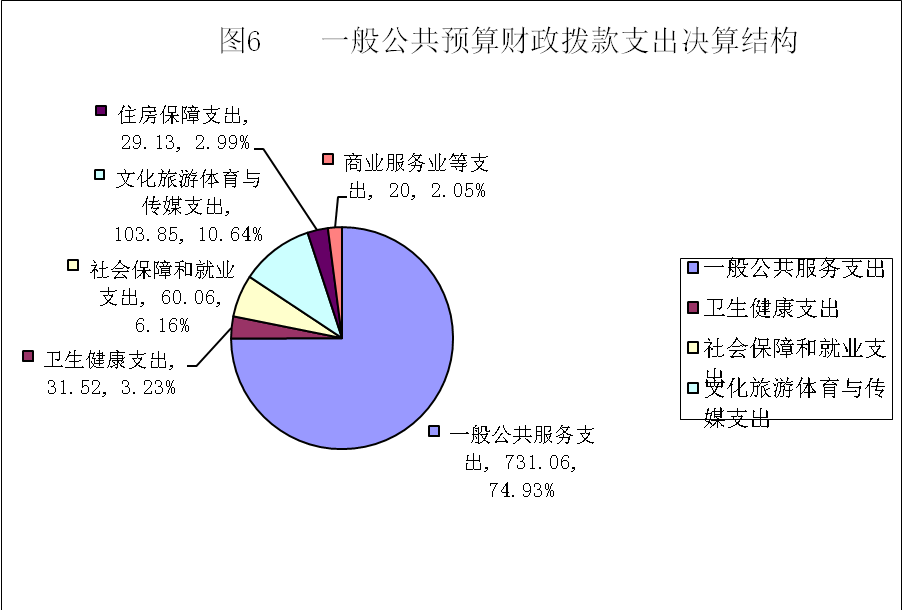 图6 一般公共预算财政拨款支出决算结构
住房保障支出,
29.13, 2.99%
商业服务业等支
出, 20, 2.05%
文化旅游体育与
传媒支出,
103.85, 10.64%
社会保障和就业
支出, 60.06,
6.16%
卫生健康支出,
31.52, 3.23%
一般公共服务支
出, 731.06,
74.93%
一般公共服务支出
卫生健康支出
社会保障和就业支
出
文化旅游体育与传
媒支出